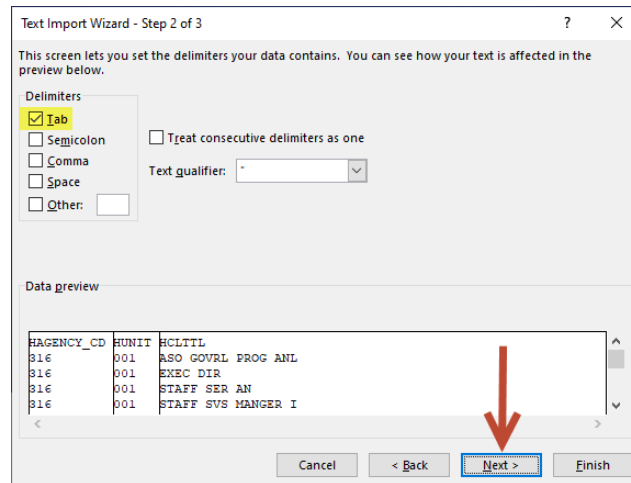 Text Import Wizard - Step 2 of 3 ? ×
This screen lets you set the delimiters your data contains. You can see how your text is affected in the
preview below.
Delimiters
Tab
Semicolon
Comma
Space
Other:
Treat consecutive delimiters as one
Text qualifier: "
Data preview
HAGENCY_CD HUNIT HCLTTL
316 001 ASO GOVRL PROG ANL
316 001 EXEC DIR
316 001 STAFF SER AN
316 001 STAFF SVS MANGER I
Cancel < Back Next > Finish